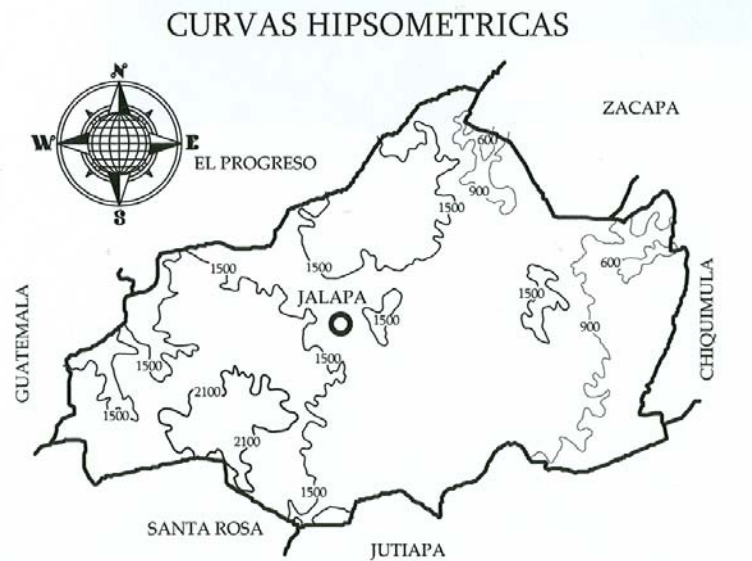 CURVAS HIPSOMETRICAS
N
ZACAPA
600
W
E
EL PROGRESO
900
1500
S
1500
1500
600
JALAPA
1500
1500
900
GUATEMALA
CHIQUIMULA
1500
1500
2100
1500
2100
1500
SANTA ROSA
JUTIAPA